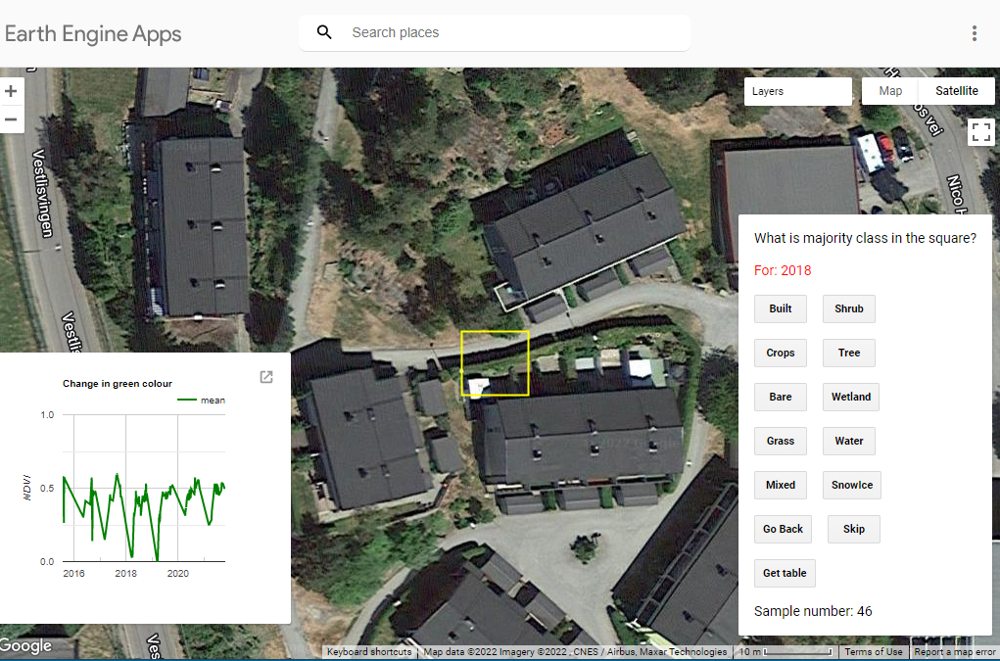 Earth Engine Apps
Search places
Layers
Map
Satellite
Vestlisvingen
Nico H
os vei
What is majority class in the square?
For: 2018
Built
Shrub
Crops
Tree
Bare
Wetland
Grass
Water
Mixed
SnowIce
Go Back
Skip
Get table
Sample number: 46
Vestlis
Change in green colour
mean
NDVI
1.0
0.5
0.0
2016
2018
2020
Ves
Google
Keyboard shortcuts
Map data ©2022 Imagery ©2022 , CNES / Airbus, Maxar Technologies
10 m
Terms of Use
Report a map error